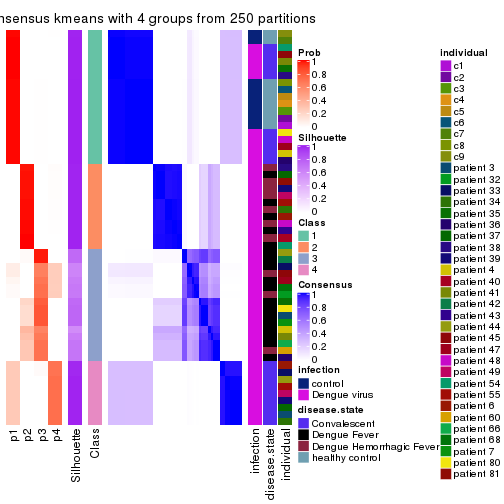 nsensus kmeans with 4 groups from 250 partitions
p1
p2
p3
p4
Silhouette
Class
infection
disease.state
individual
Prob
1
0.8
0.6
0.4
0.2
0
Silhouette
1
0.8
0.6
0.4
0.2
0
Class
1
2
3
4
Consensus
1
0.8
0.6
0.4
0.2
0
infection
control
Dengue virus
disease.state
Convalescent
Dengue Fever
Dengue Hemorrhagic Fever
healthy control
individual
c1
c2
c3
c4
c5
c6
c7
c8
c9
patient 3
patient 32
patient 33
patient 34
patient 35
patient 36
patient 37
patient 38
patient 39
patient 4
patient 40
patient 41
patient 42
patient 43
patient 44
patient 45
patient 47
patient 48
patient 49
patient 54
patient 55
patient 6
patient 60
patient 66
patient 68
patient 7
patient 80
patient 81